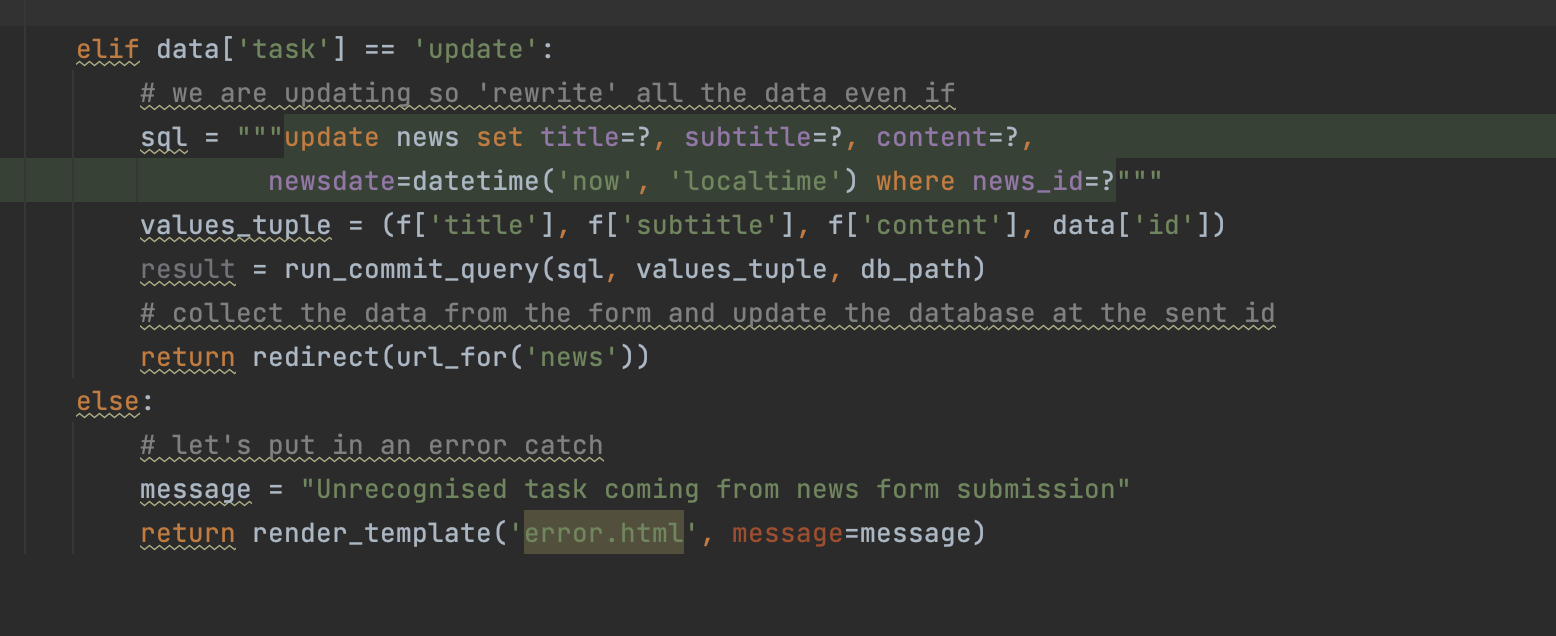 elif data['task'] == 'update':
# we are updating so 'rewrite' all the data even if
sql = """update news set title=?, subtitle=?, content=?,
newsdate=datetime('now', 'localtime') where news_id=?"""
values_tuple = (f['title'], f['subtitle'], f['content'], data['id'])
result = run_commit_query(sql, values_tuple, db_path)
# collect the data from the form and update the database at the sent id
return redirect(url_for('news'))
else:
# let's put in an error catch
message = "Unrecognised task coming from news form submission"
return render_template('error.html', message=message)